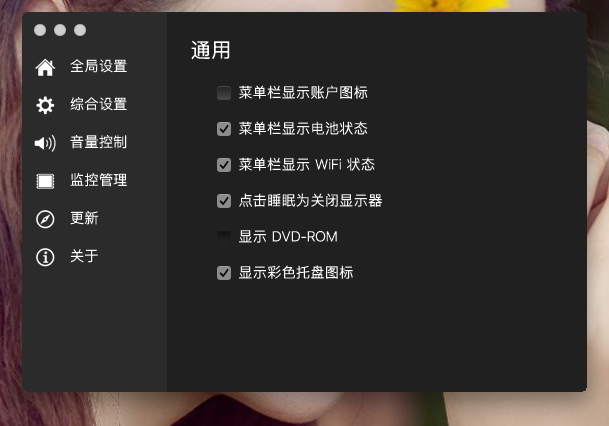 全局设置
综合设置
音量控制
监控管理
更新
关于
通用
菜单栏显示账户图标
菜单栏显示电池状态
菜单栏显示 WiFi 状态
点击睡眠为关闭显示器
显示 DVD-ROM
显示彩色托盘图标